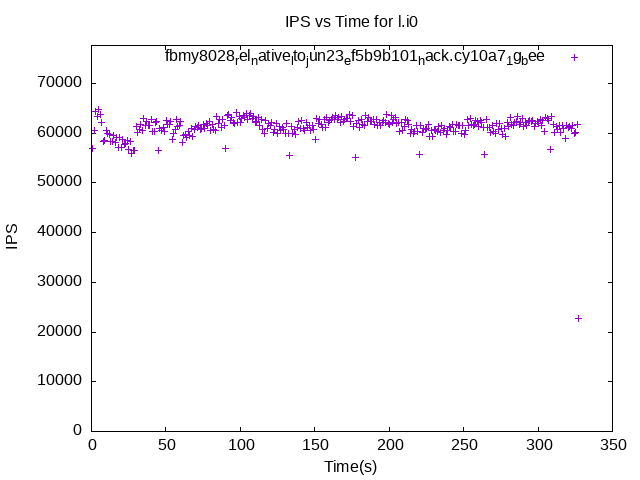 IPS vs Time for l.i0
fbmy8028relnativeltojun23ef5b9b101hack.cy10a71gbee
70000
60000
50000
40000
30000
20000
10000
0
IPS
0 50 100 150 200 250 300 350
Time(s)